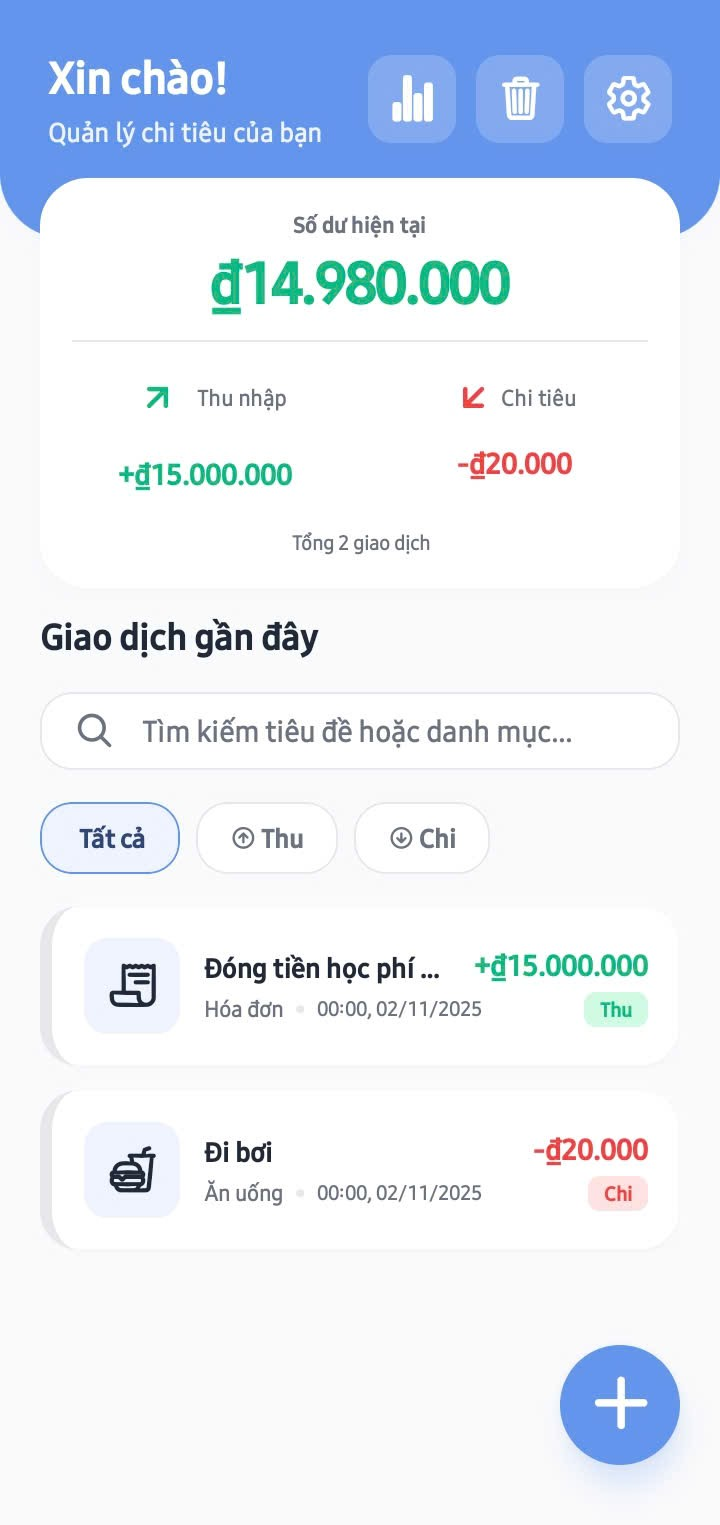 Xin chào!
Quản lý chi tiêu của bạn
Số dư hiện tại
₫14.980.000
Thu nhập
Chi tiêu
+₫15.000.000
-₫20.000
Tổng 2 giao dịch
Giao dịch gần đây
Tìm kiếm tiêu đề hoặc danh mục...
Tất cả
Thu
Chi
Đóng tiền học phí ...
+₫15.000.000
Hóa đơn • 00:00, 02/11/2025
Thu
Đi bơi
-₫20.000
Ăn uống • 00:00, 02/11/2025
Chi